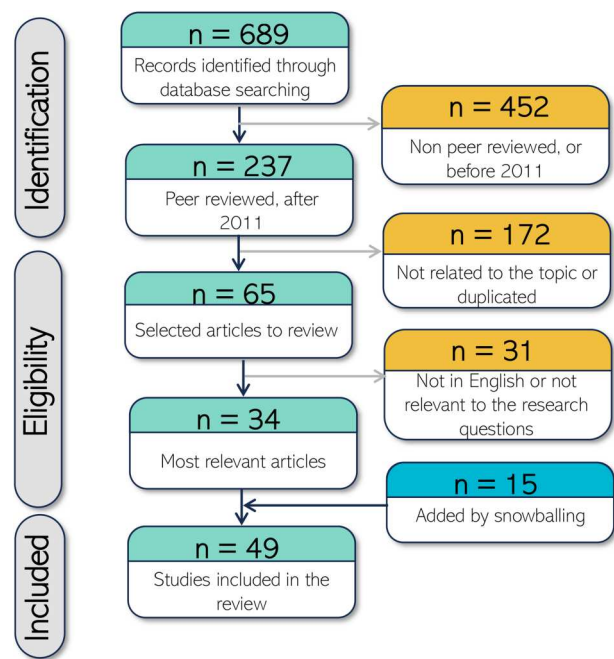 Identification
n = 689
Records identified through
database searching
n = 452
Non peer reviewed, or
before 2011
n = 237
Peer reviewed, after
2011
Eligibility
n = 172
Not related to the topic or
duplicated
n = 65
Selected articles to review
n = 31
Not in English or not
relevant to the research
questions
n = 34
Most relevant articles
n = 15
Added by snowballing
Included
n = 49
Studies included in the
review